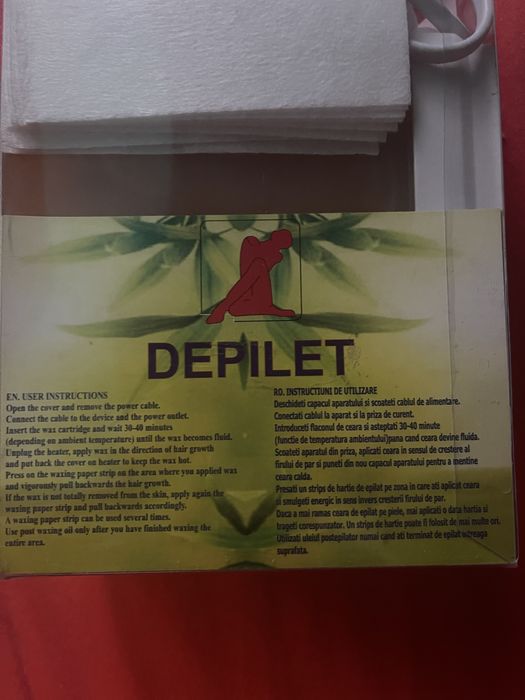 DEPILET
EN. USER INSTRUCTIONS
Open the cover and remove the power cable.
Connect the cable to the device and the power outlet.
Insert the wax cartridge and wait 30-40 minutes
(depending on ambient temperature) until the wax becomes fluid.
Unplug the heater, apply wax in the direction of hair growth
and put back the cover on heater to keep the wax hot.
Press on the waxing paper strip on the area where you applied wax
and vigorously pull backwards the hair growth.
If the wax is not totally removed from the skin, apply again the
waxing paper strip and pull backwards accordingly.
A waxing paper strip can be used several times.
Use post waxing oil only after you have finished waxing the
entire area.
RO. INSTRUCTIUNI DE UTILIZARE
Deschideti capacul aparatului si scoateti cablul de alimentare.
Conectati cablul la aparat si la priza de curent.
Introduceti flaconul de ceara si asteptati 30-40 minute
(functie de temperatura ambientului)pana cand ceara devine fluida.
Scoateti aparatul din priza, aplicati ceara in sensul de crestere al
firului de par si puneti din nou capacul aparatului pentru a mentine
ceara calda.
Presati un strips de hartie de epilat pe zona in care ati aplicat ceara
si smulgeti energic in sens invers cresterii firului de par.
Daca a mai ramas ceara de epilat pe piele, mai aplicati o data hartia si
trageti corespunzator. Un strips de hartie poate fi folosit de mai multe ori.
Utilizati uleiul postepilator numai cand ati terminat de epilat intreaga
suprafata.